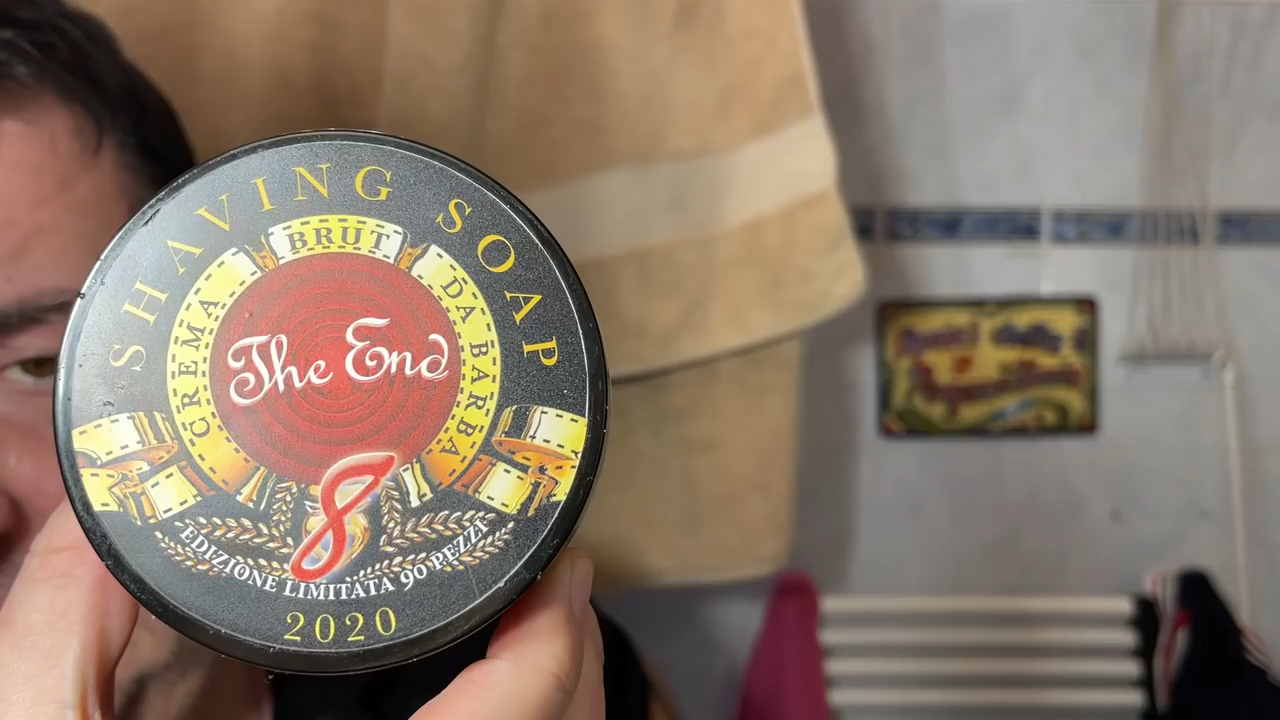 SHAVING SOAP
BRUT
CREMA DA BARBA
The End
8
EDIZIONE LIMITATA 90 PEZZI
2020